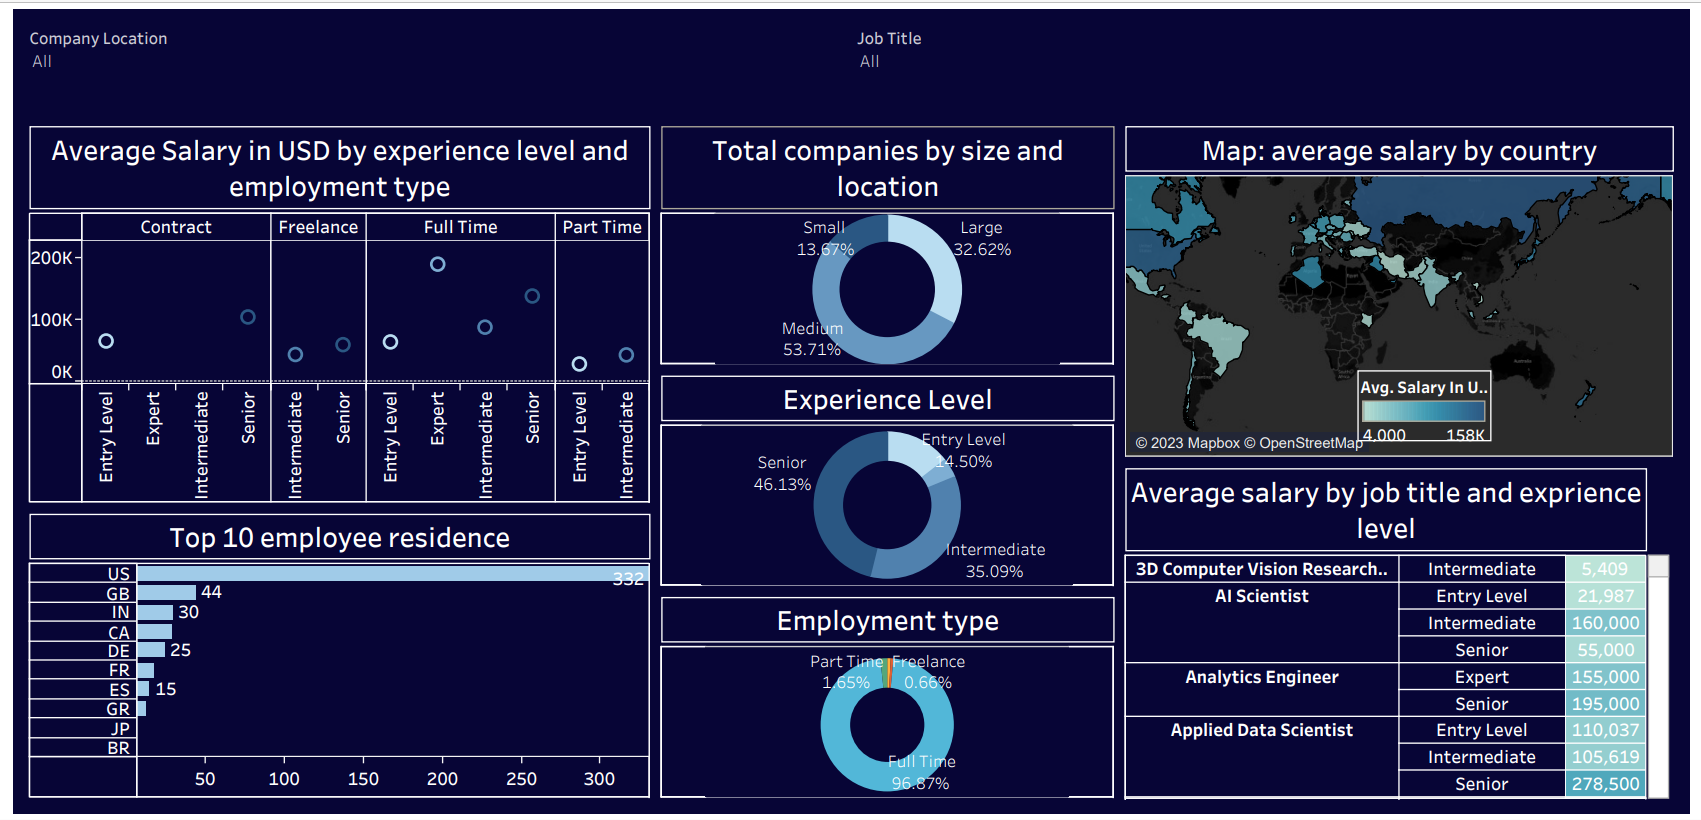 Company Location
All
Job Title
All
Average Salary in USD by experience level and
employment type
Contract
Freelance
Full Time
Part Time
200K
100K
0K
Entry Level
Expert
Intermediate
Senior
Intermediate
Senior
Entry Level
Expert
Intermediate
Senior
Entry Level
Intermediate
Top 10 employee residence
US
332
GB
44
IN
30
CA
DE
25
FR
ES
15
GR
JP
BR
50
100
150
200
250
300
Total companies by size and
location
Small
13.67%
Large
32.62%
Medium
53.71%
Experience Level
Entry Level
14.50%
Senior
46.13%
Intermediate
35.09%
Employment type
Part Time
1.65%
Freelance
0.66%
Full Time
96.87%
Map: average salary by country
Avg. Salary In U..
4,000
158K
© 2023 Mapbox © OpenStreetMap
Average salary by job title and exprience
level
3D Computer Vision Research..
Intermediate
5,409
AI Scientist
Entry Level
21,987
Intermediate
160,000
Senior
55,000
Analytics Engineer
Expert
155,000
Senior
195,000
Applied Data Scientist
Entry Level
110,037
Intermediate
105,619
Senior
278,500